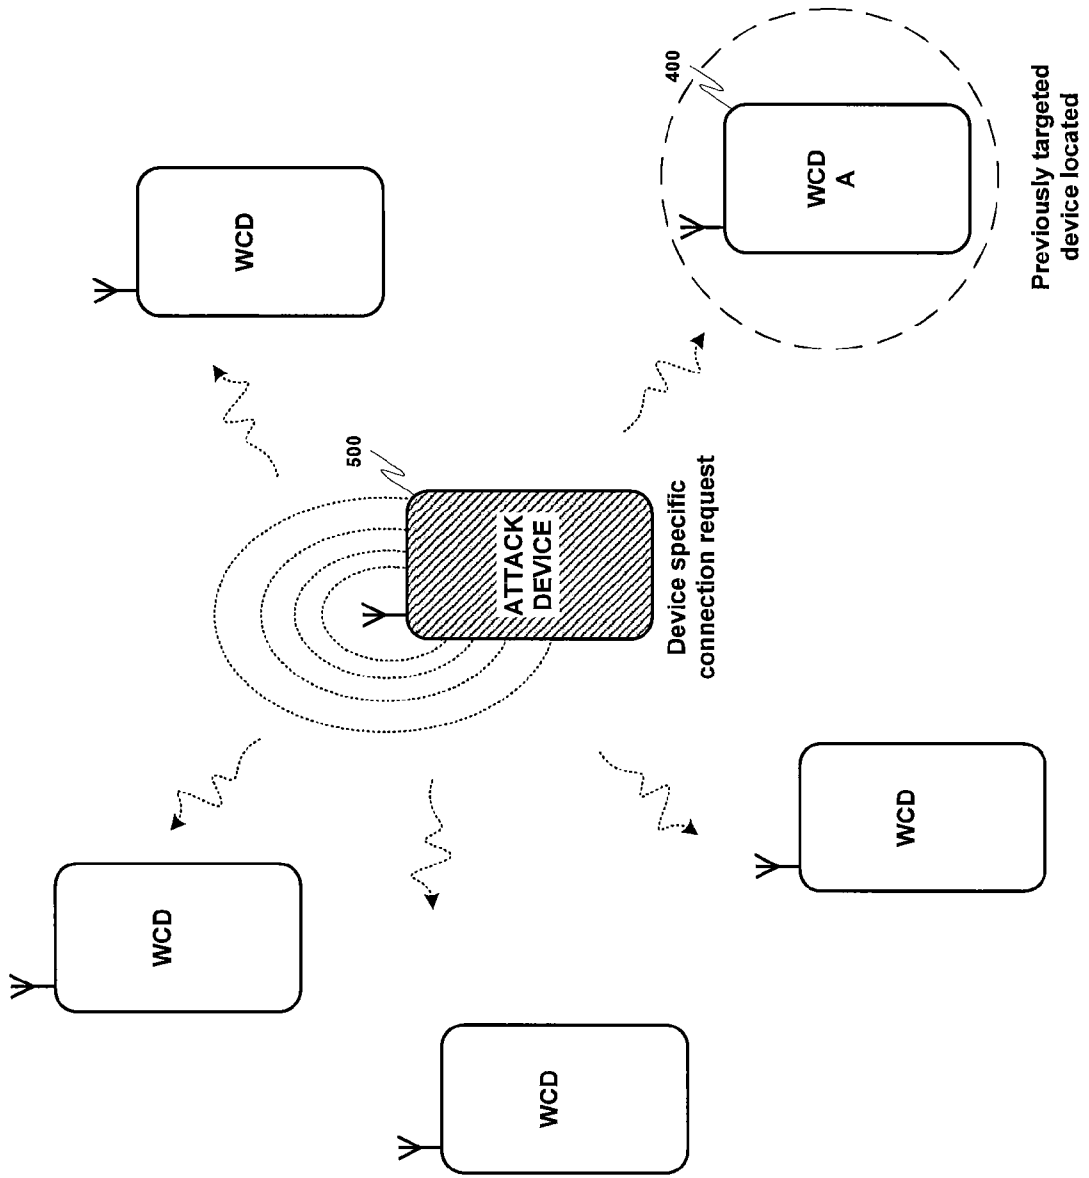 WCD
WCD
500
ATTACK
DEVICE
WCD
Device specific
connection request
400
WCD
A
WCD
Previously targeted
device located